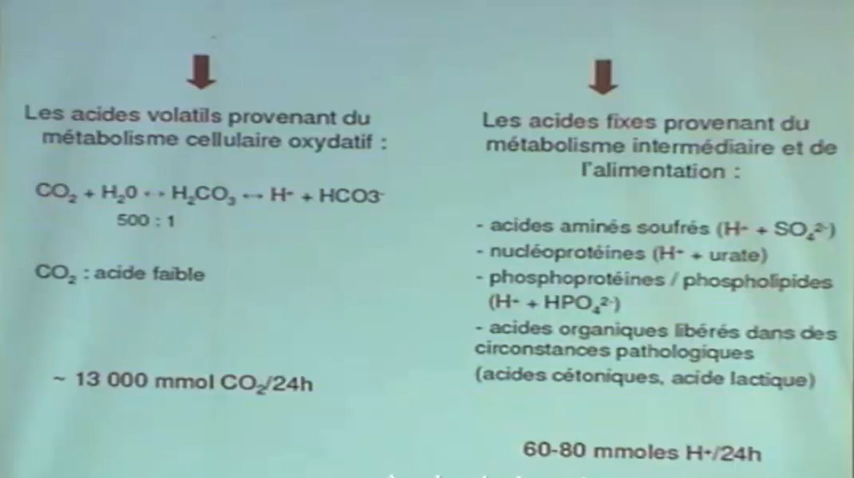 Les acides volatils provenant du
métabolisme cellulaire oxydatif :
CO₂ + H₂0 ↔ H₂CO₃ ↔ H⁺ + HCO3⁻
500 : 1
CO₂ : acide faible
~ 13 000 mmol CO₂/24h
Les acides fixes provenant du
métabolisme intermédiaire et de
l'alimentation :
- acides aminés soufrés (H⁺ + SO₄²⁻)
- nucléoprotéines (H⁺ + urate)
- phosphoprotéines / phospholipides
(H⁺ + HPO₄²⁻)
- acides organiques libérés dans des
circonstances pathologiques
(acides cétoniques, acide lactique)
60-80 mmoles H⁺/24h